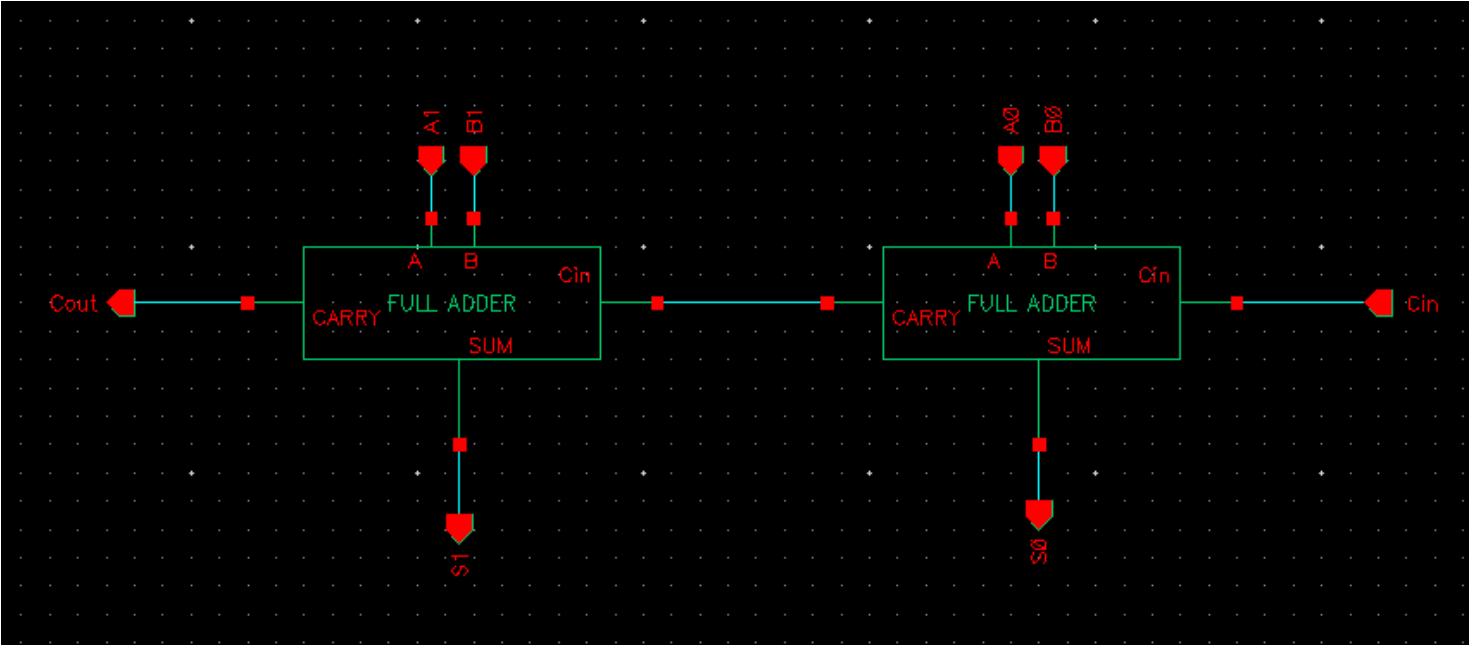 A1 B1 A0 B0
A B Cin A B Cin
Cout CARRY FULL ADDER CARRY FULL ADDER Cin
SUM SUM
S1 S0